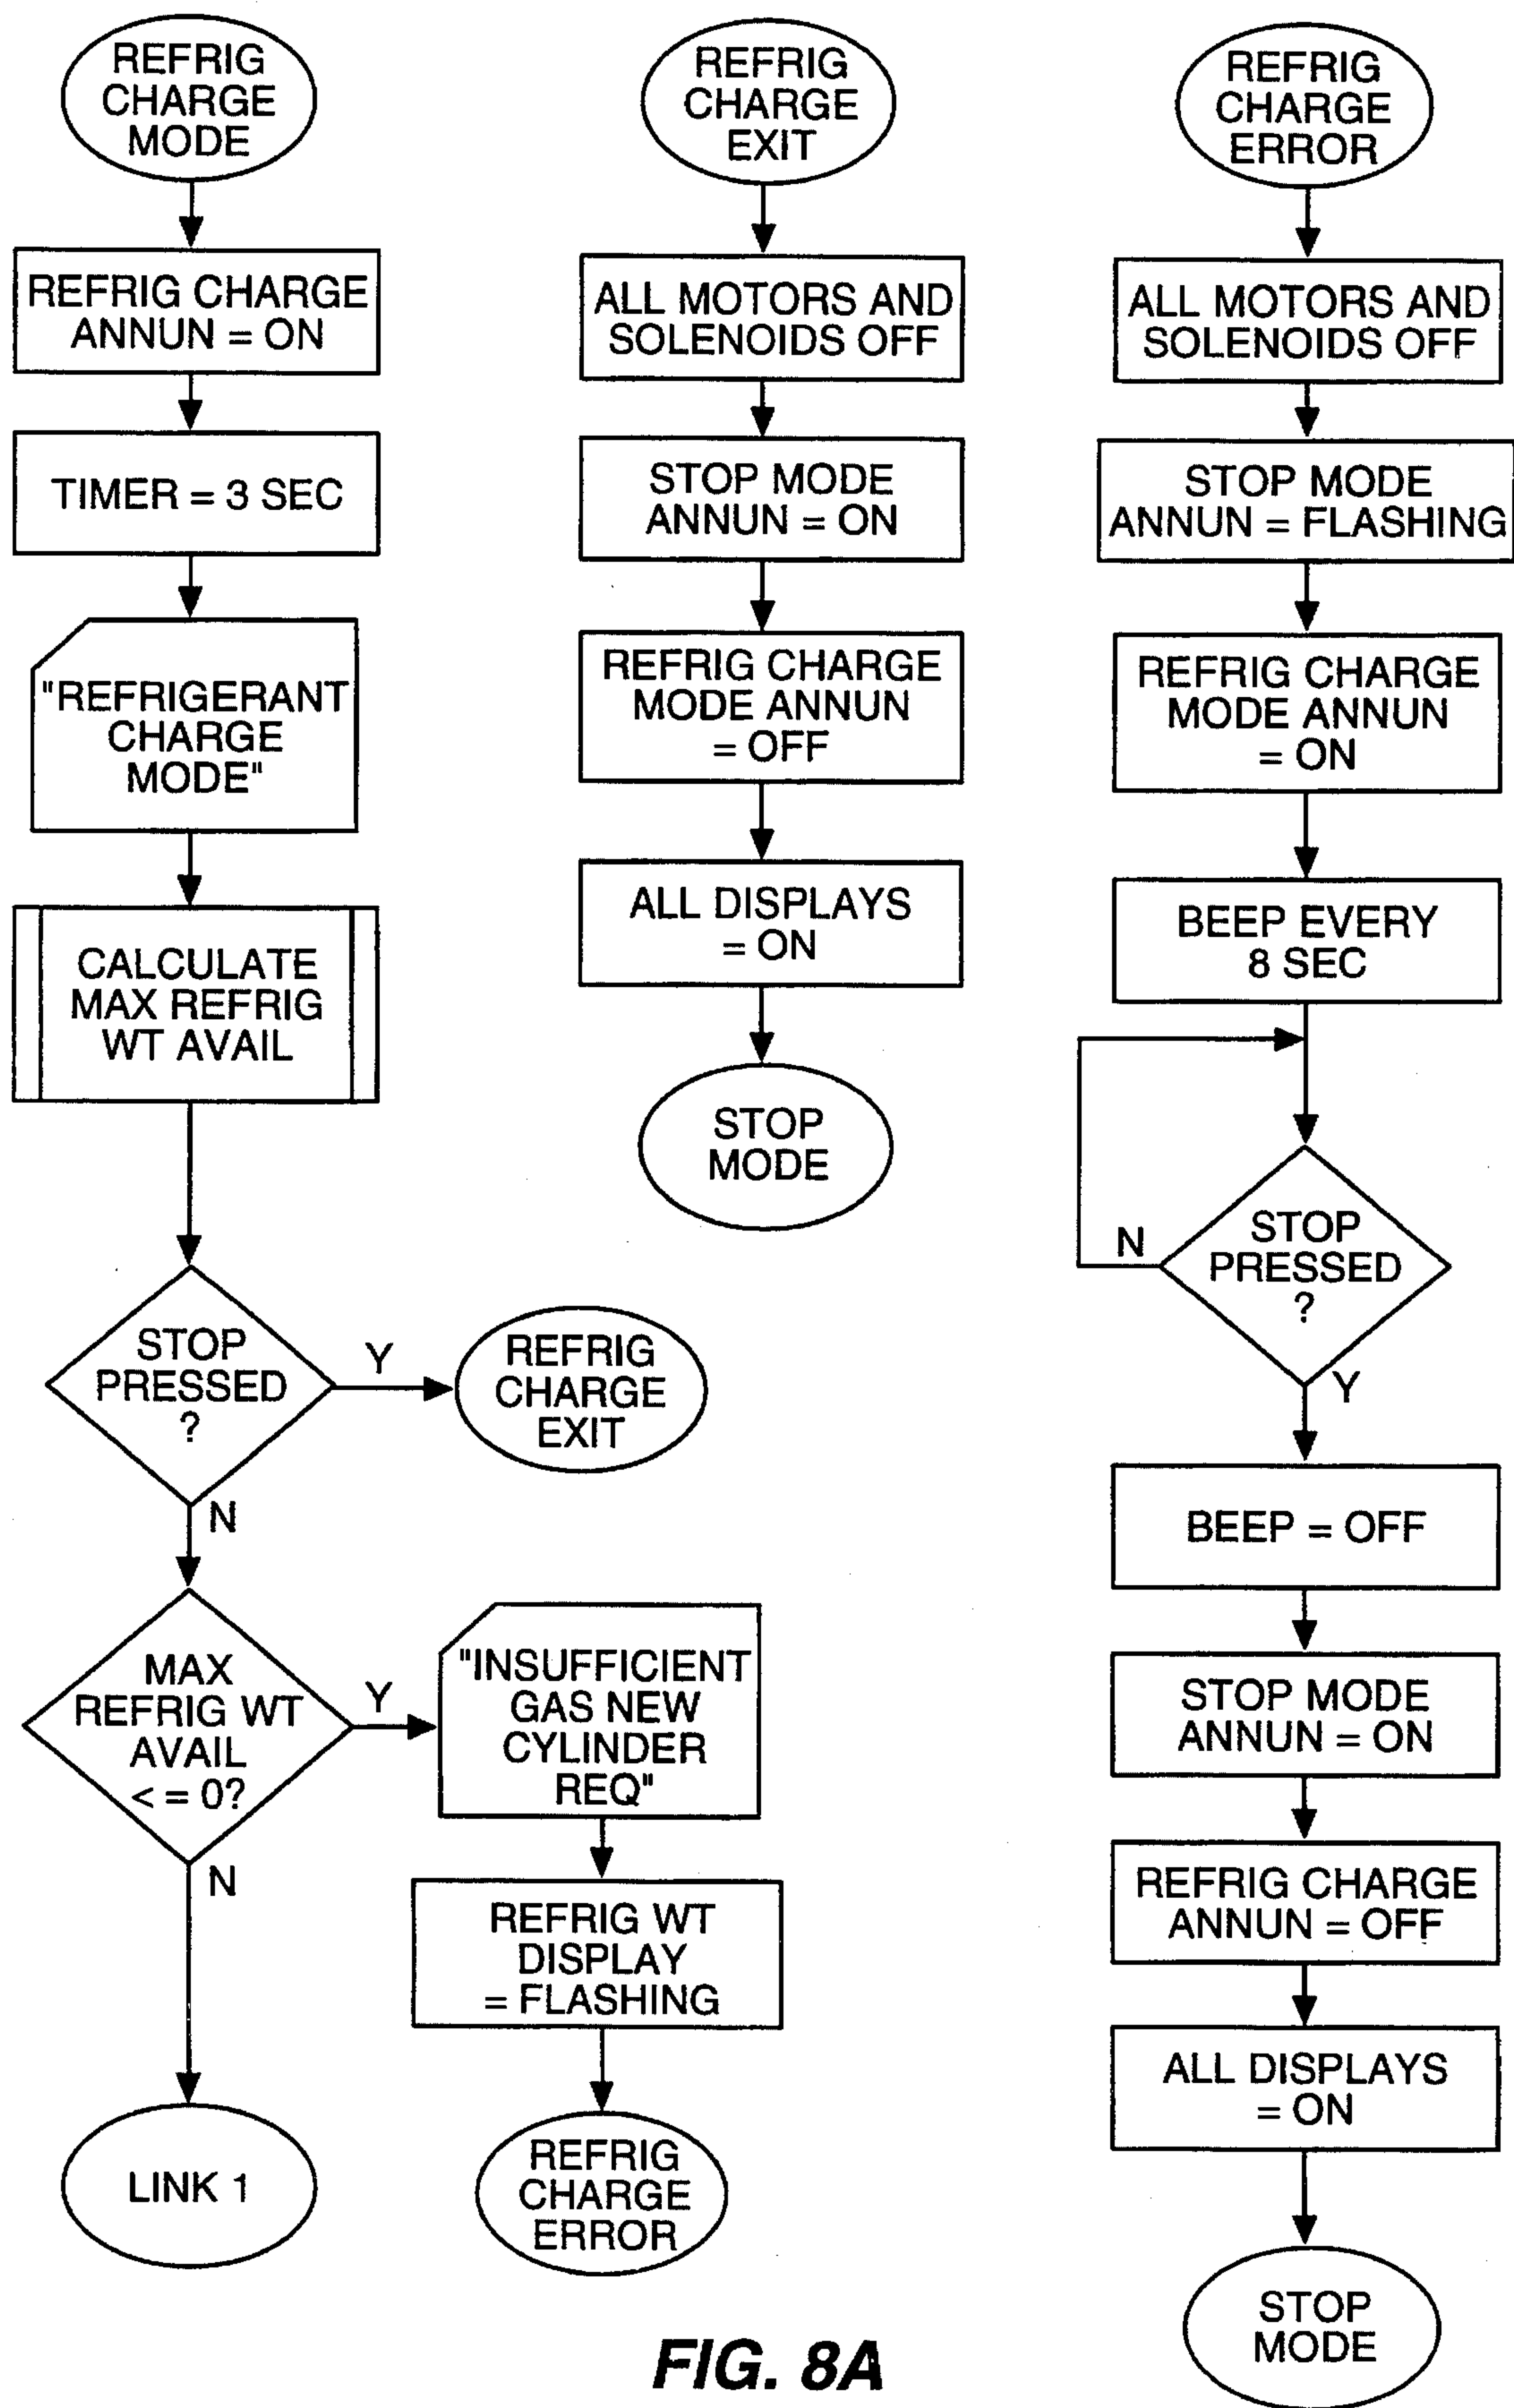 REFRIG
CHARGE
MODE
REFRIG CHARGE
ANNUN = ON
TIMER = 3 SEC
"REFRIGERANT
CHARGE
MODE"
CALCULATE
MAX REFRIG
WT AVAIL
STOP
PRESSED
?
Y
REFRIG
CHARGE
EXIT
N
MAX
REFRIG WT
AVAIL
< = 0?
Y
"INSUFFICIENT
GAS NEW
CYLINDER
REQ"
REFRIG WT
DISPLAY
= FLASHING
REFRIG
CHARGE
ERROR
N
LINK 1
REFRIG
CHARGE
EXIT
ALL MOTORS AND
SOLENOIDS OFF
STOP MODE
ANNUN = ON
REFRIG CHARGE
MODE ANNUN
= OFF
ALL DISPLAYS
= ON
STOP
MODE
REFRIG
CHARGE
ERROR
ALL MOTORS AND
SOLENOIDS OFF
STOP MODE
ANNUN = FLASHING
REFRIG CHARGE
MODE ANNUN
= ON
BEEP EVERY
8 SEC
STOP
PRESSED
?
N
Y
BEEP = OFF
STOP MODE
ANNUN = ON
REFRIG CHARGE
ANNUN = OFF
ALL DISPLAYS
= ON
STOP
MODE
FIG. 8A